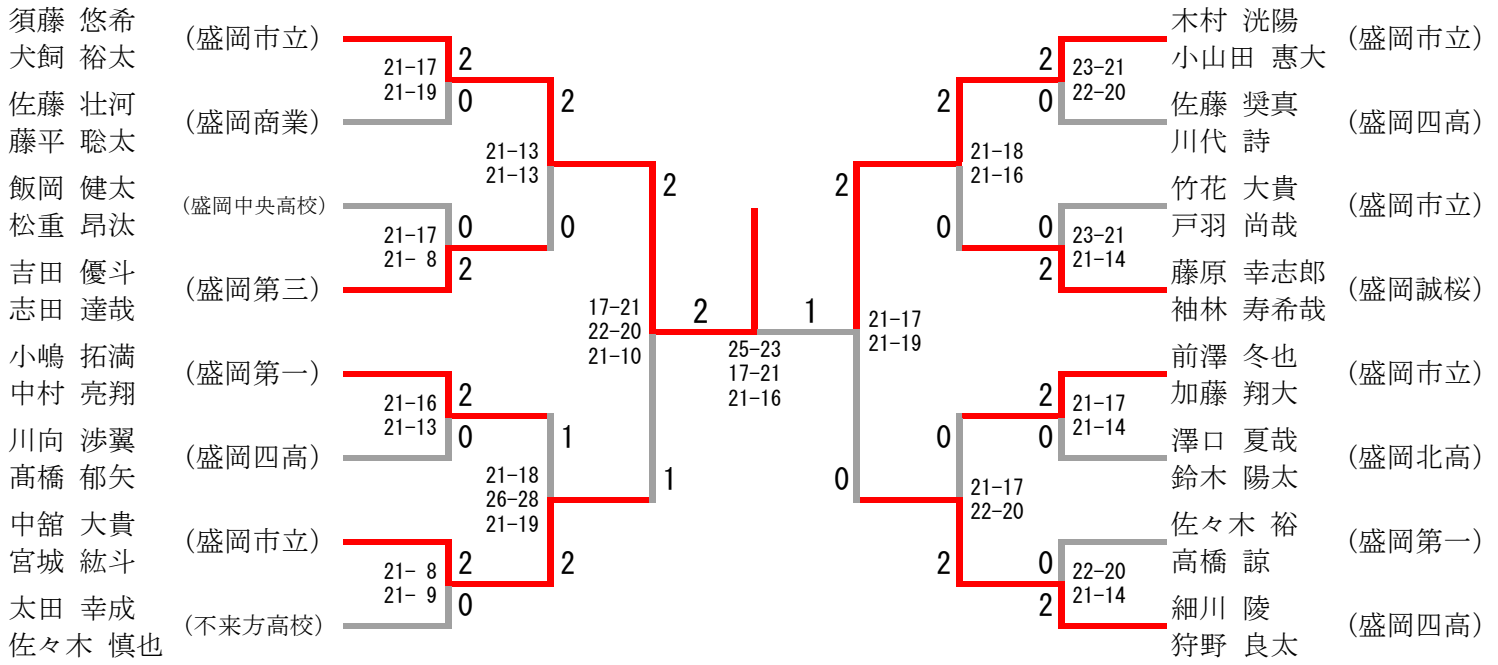 須藤 悠希
犬飼 裕太
(盛岡市立)
佐藤 壮河
藤平 聡太
(盛岡商業)
21-17
21-19
2
0
飯岡 健太
松重 昂汰
(盛岡中央高校)
吉田 優斗
志田 達哉
(盛岡第三)
21-17
21- 8
0
2
21-13
21-13
2
0
小嶋 拓満
中村 亮翔
(盛岡第一)
川向 渉翼
髙橋 郁矢
(盛岡四高)
21-16
21-13
2
0
中舘 大貴
宮城 紘斗
(盛岡市立)
太田 幸成
佐々木 慎也
(不来方高校)
21- 8
21- 9
2
0
21-18
26-28
21-19
1
2
17-21
22-20
21-10
2
1
2
1
25-23
17-21
21-16
木村 洸陽
小山田 惠大
(盛岡市立)
佐藤 奨真
川代 詩
(盛岡四高)
2
0
23-21
22-20
竹花 大貴
戸羽 尚哉
(盛岡市立)
藤原 幸志郎
袖林 寿希哉
(盛岡誠桜)
0
2
23-21
21-14
2
0
21-18
21-16
前澤 冬也
加藤 翔大
(盛岡市立)
澤口 夏哉
鈴木 陽太
(盛岡北高)
2
0
21-17
21-14
佐々木 裕
高橋 諒
(盛岡第一)
細川 陵
狩野 良太
(盛岡四高)
0
2
22-20
21-14
0
2
21-17
22-20
2
0
21-17
21-19